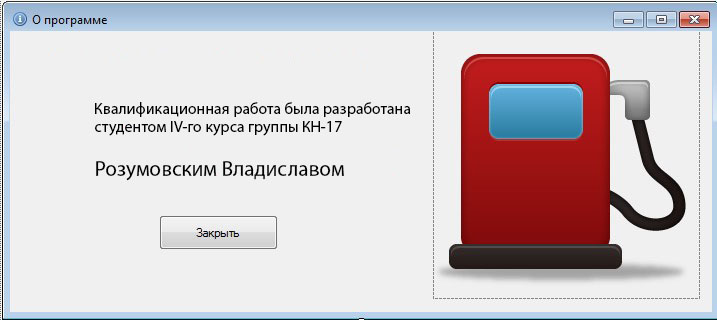 О программе
Квалификационная работа была разработана
студентом IV-го курса группы КН-17
Розумовским Владиславом
Закрыть